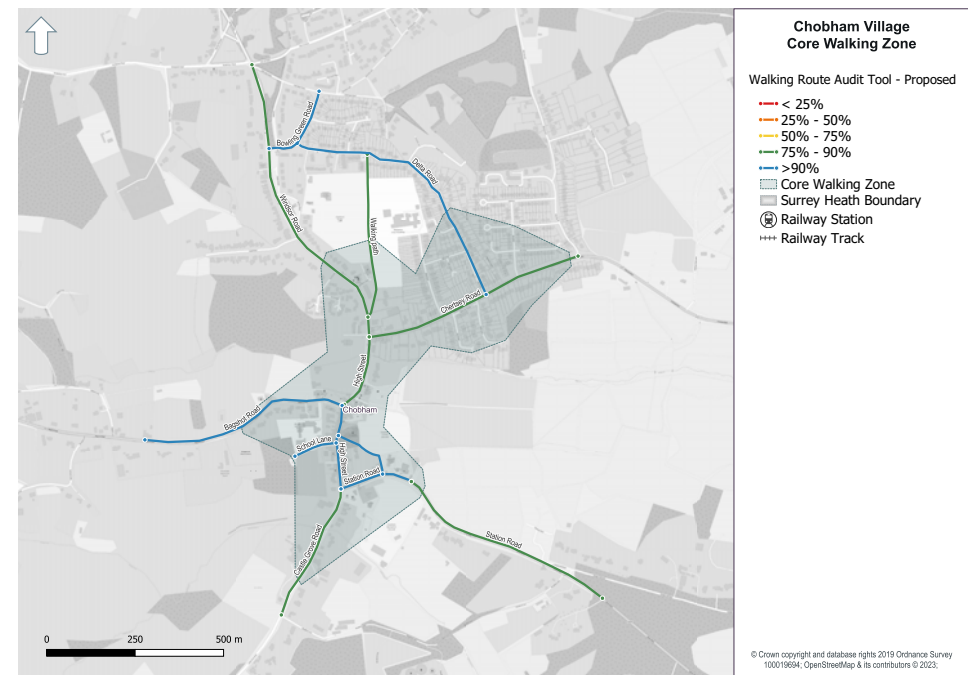 Chobham Village
Core Walking Zone
Walking Route Audit Tool - Proposed
< 25%
25% - 50%
50% - 75%
75% - 90%
>90%
Core Walking Zone
Surrey Heath Boundary
Railway Station
Railway Track
Bowling Green Road
Delta Road
Windsor Road
Walking path
Chertsey Road
High Street
Bagshot Road
Chobham
School Lane
High Street
Station Road
Castle Grove Road
Station Road
0 250 500 m
© Crown copyright and database rights 2019 Ordnance Survey
100019694; OpenStreetMap & its contributors © 2023;